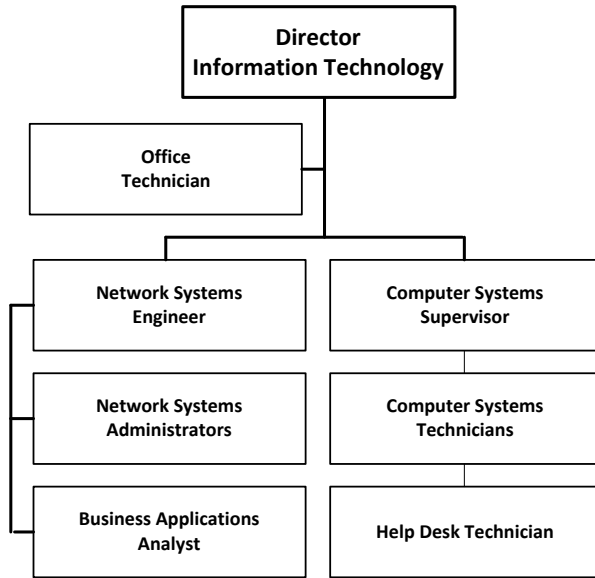 Director
Information Technology
Office
Technician
Network Systems
Engineer
Computer Systems
Supervisor
Network Systems
Administrators
Computer Systems
Technicians
Business Applications
Analyst
Help Desk Technician